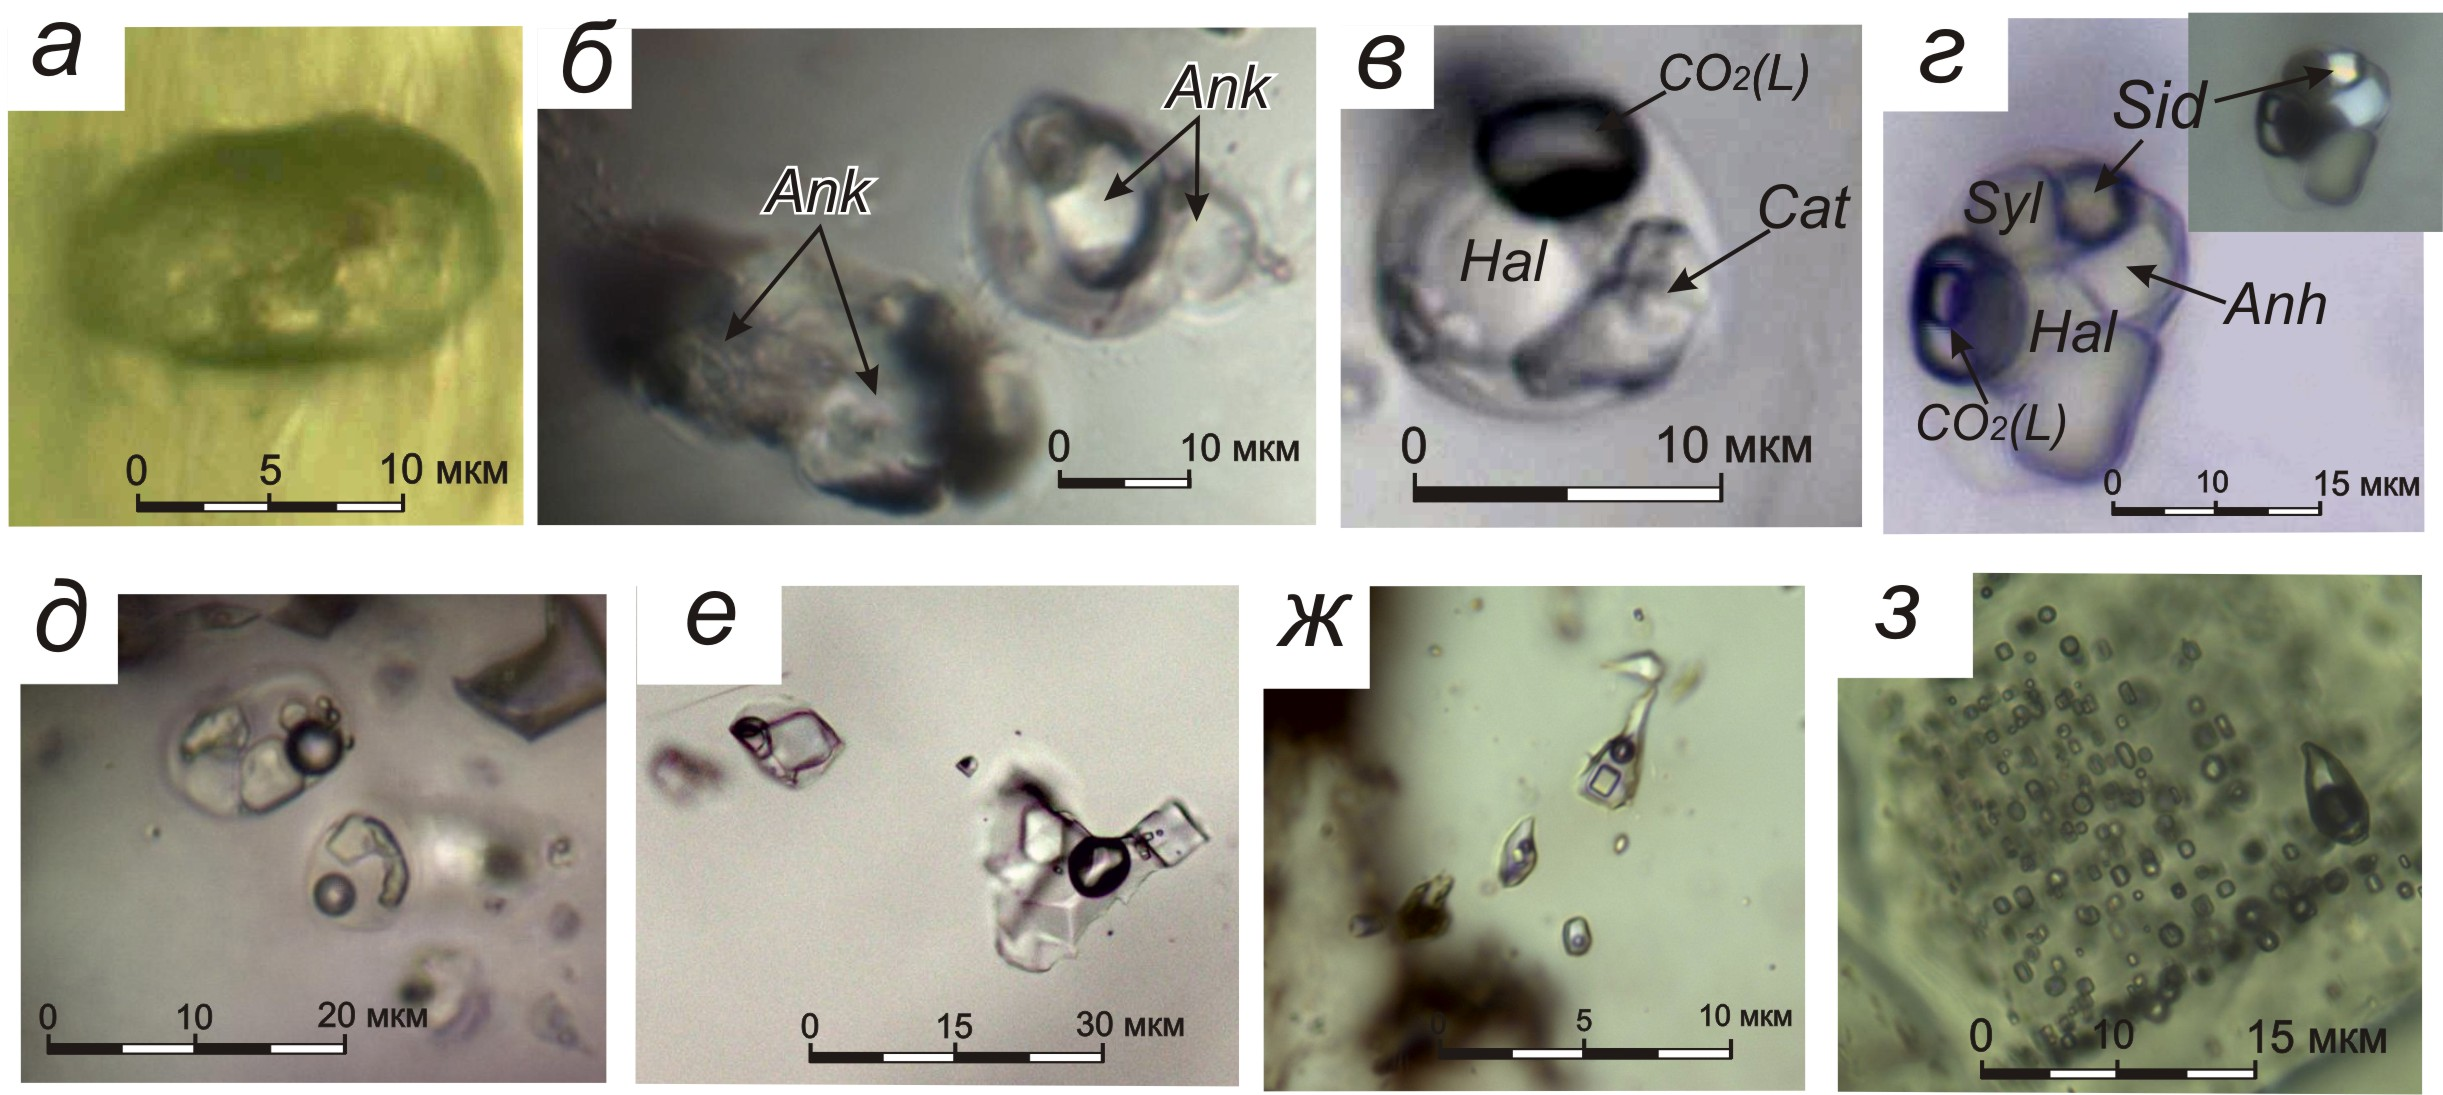 а
0 5 10 мкм
б
Ank
Ank
0 10 мкм
в
CO2(L)
Hal
Cat
0 10 мкм
г
Sid
Syl
Anh
Hal
CO2(L)
0 10 15 мкм
д
0 10 20 мкм
е
0 15 30 мкм
ж
0 5 10 мкм
з
0 10 15 мкм